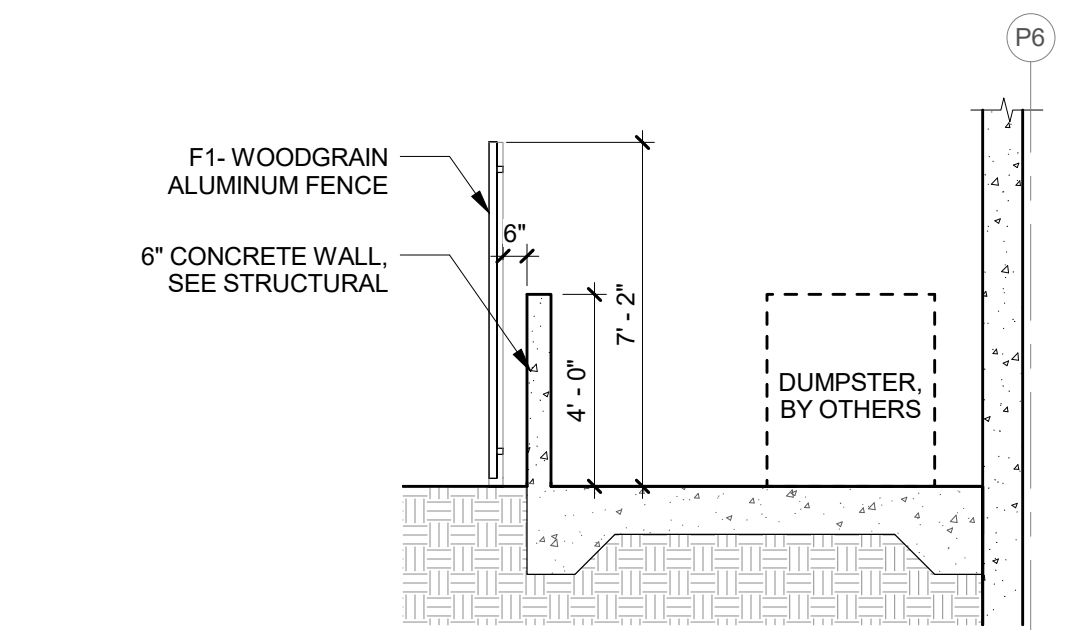 P6
F1- WOODGRAIN
ALUMINUM FENCE
6"
6" CONCRETE WALL,
SEE STRUCTURAL
7' - 2"
4' - 0"
DUMPSTER,
BY OTHERS